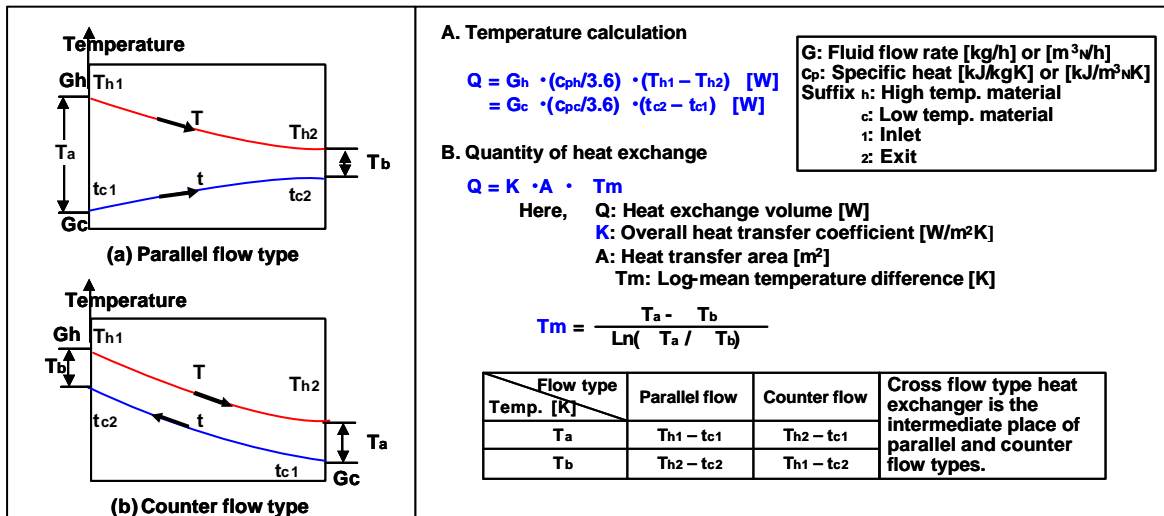 Temperature
Gh
Th1
T
Th2
Ta
Tb
tc1
t
tc2
Gc
(a) Parallel flow type
Temperature
Gh
Th1
Tb
T
Th2
tc2
t
Ta
tc1
Gc
(b) Counter flow type
A. Temperature calculation
Q = Gh ・(cph/3.6) ・(Th1 – Th2) [W]
= Gc ・(cpc/3.6) ・(tc2 – tc1) [W]
G: Fluid flow rate [kg/h] or [m³N/h]
cp: Specific heat [kJ/kgK] or [kJ/m³NK]
Suffix h: High temp. material
c: Low temp. material
1: Inlet
2: Exit
B. Quantity of heat exchange
Q = K ・A ・ Tm
Here, Q: Heat exchange volume [W]
K: Overall heat transfer coefficient [W/m²K]
A: Heat transfer area [m²]
Tm: Log-mean temperature difference [K]
Tm = Ta - Tb
Ln( Ta / Tb)
Flow type
Temp. [K]
Parallel flow
Counter flow
Ta
Th1 – tc1
Th2 – tc1
Tb
Th2 – tc2
Th1 – tc2
Cross flow type heat
exchanger is the
intermediate place of
parallel and counter
flow types.